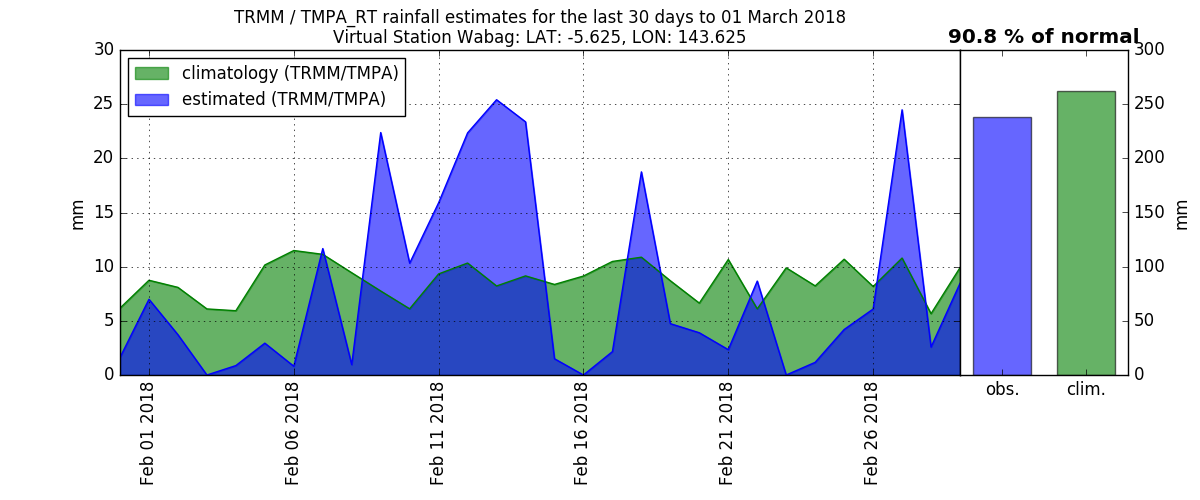 TRMM / TMPA_RT rainfall estimates for the last 30 days to 01 March 2018
Virtual Station Wabag: LAT: -5.625, LON: 143.625
90.8 % of normal
climatology (TRMM/TMPA)
estimated (TRMM/TMPA)
30
25
20
15
10
5
0
mm
Feb 01 2018
Feb 06 2018
Feb 11 2018
Feb 16 2018
Feb 21 2018
Feb 26 2018
obs.
clim.
300
250
200
150
100
50
0
mm